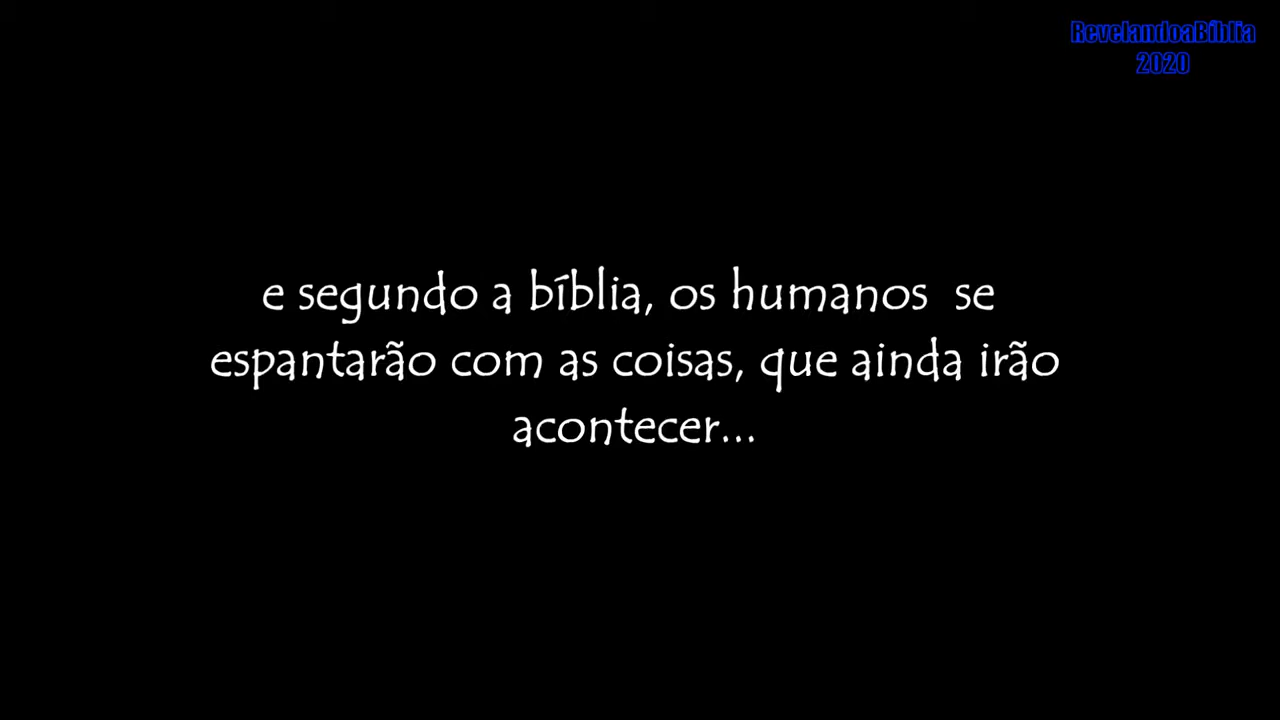 RevelandoaBíblia
2020
e segundo a bíblia, os humanos se
espantarão com as coisas, que ainda irão
acontecer...